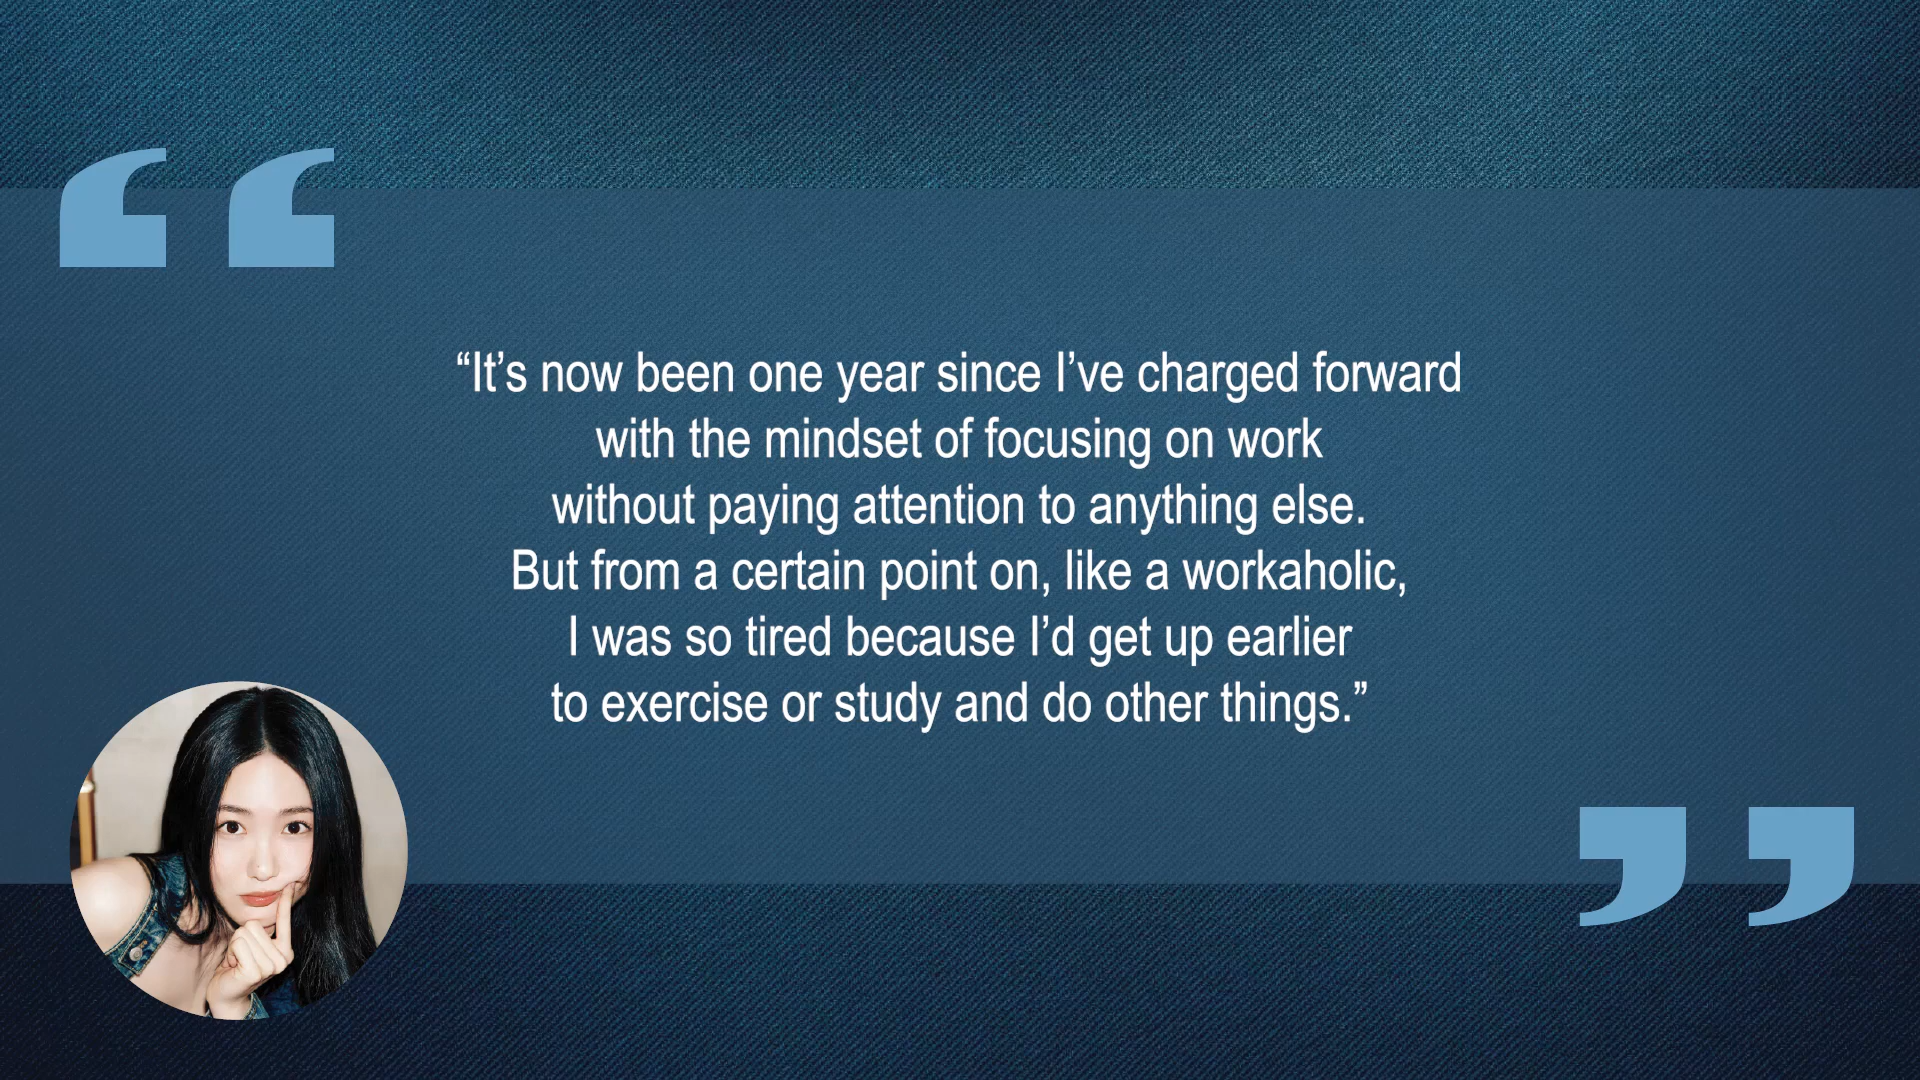 “It’s now been one year since I’ve charged forward
with the mindset of focusing on work
without paying attention to anything else.
But from a certain point on, like a workaholic,
I was so tired because I’d get up earlier
to exercise or study and do other things.”